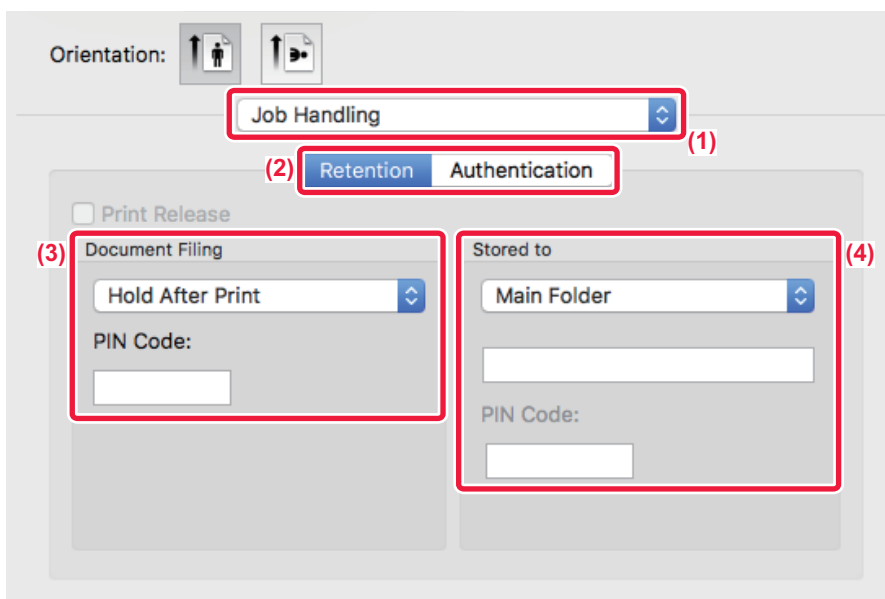 Orientation:
Job Handling
(1)
(2) Retention Authentication
Print Release
(3) Document Filing Stored to (4)
Hold After Print Main Folder
PIN Code:
PIN Code: